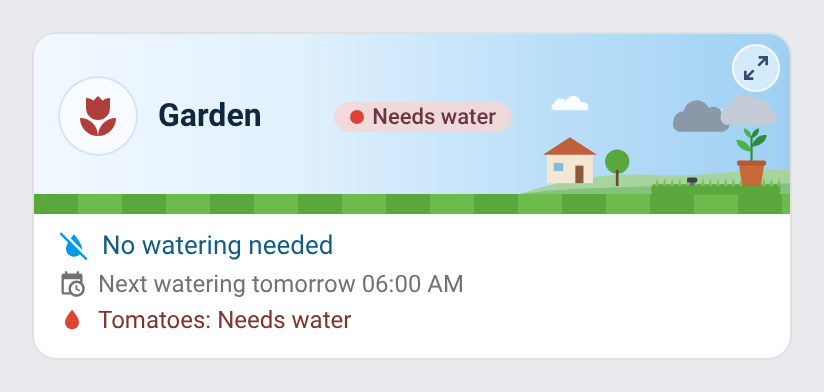 Garden
Needs water
No watering needed
Next watering tomorrow 06:00 AM
Tomatoes: Needs water